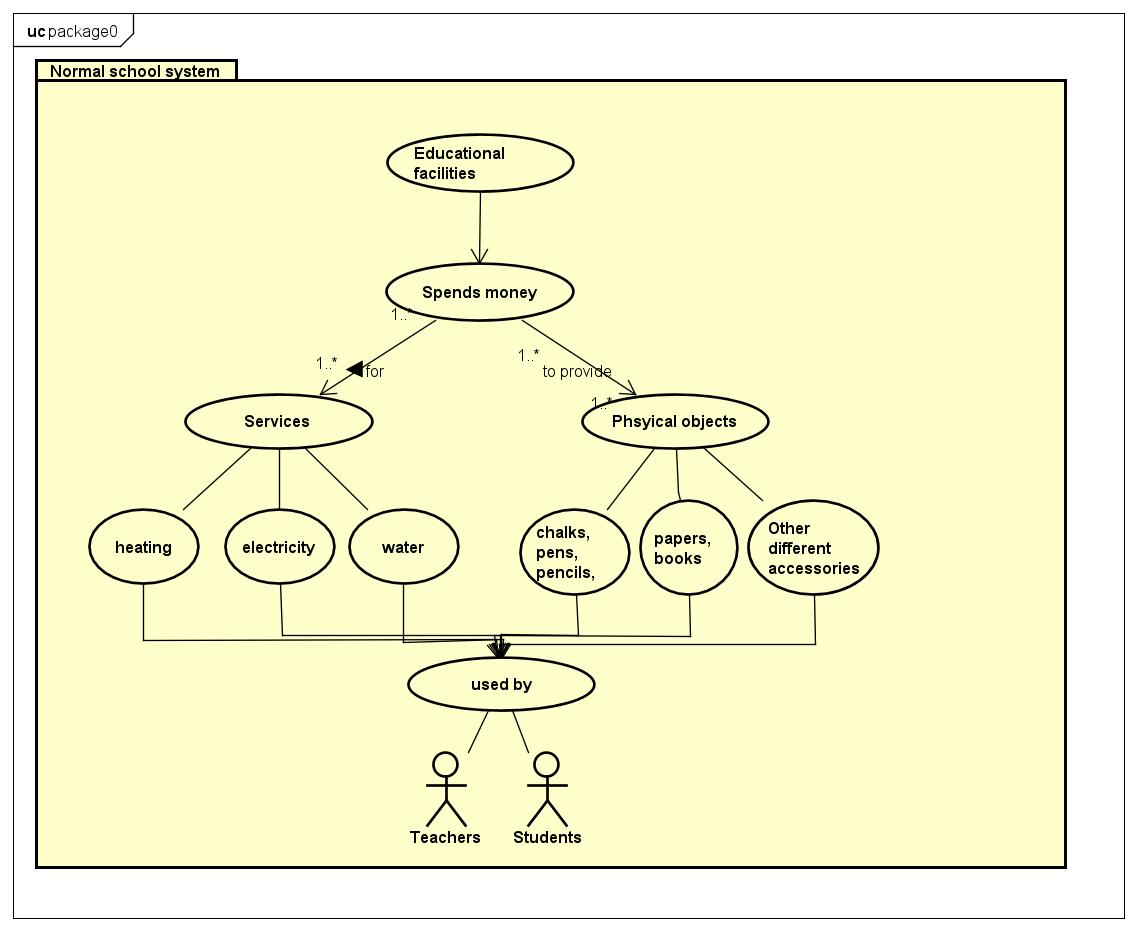 uc package0
Normal school system
Educational
facilities
Spends money
1..*
1..*
for
1..*
to provide
1..*
Services
Phsyical objects
heating
electricity
water
chalks,
pens,
pencils,
papers,
books
Other
different
accessories
used by
Teachers
Students